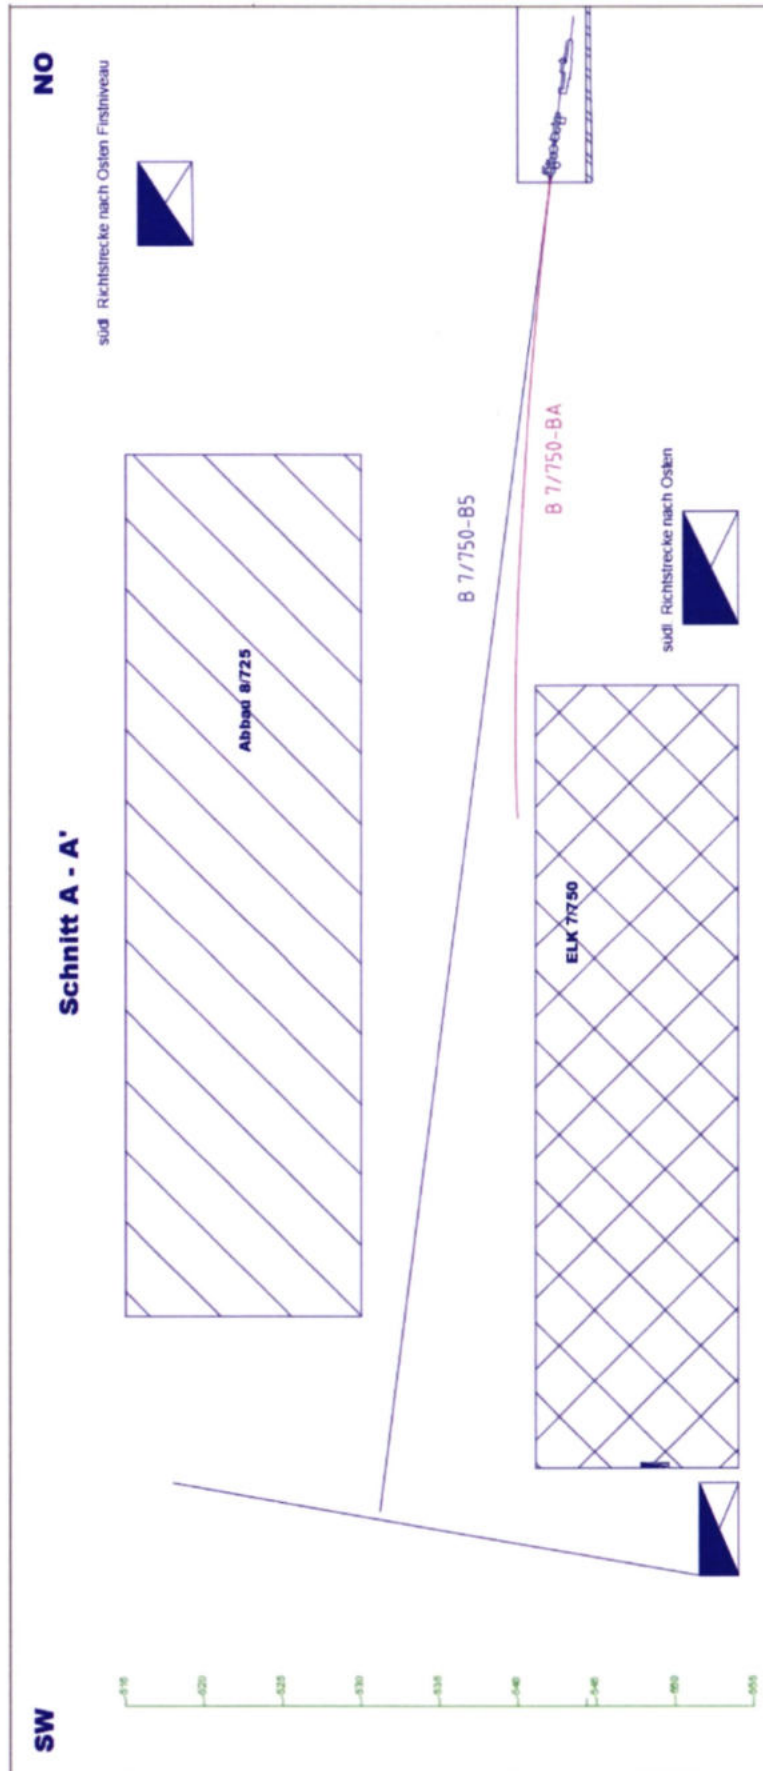 Schnitt A - A'
SW
NO
südl Richtstrecke nach Osten Firstniveau
Abbau 8/725
B 7/750-B5
B 7/750-BA
südl Richtstrecke nach Osten
ELK 7/750
-515
-520
-525
-530
-535
-540
-545
-550
-555